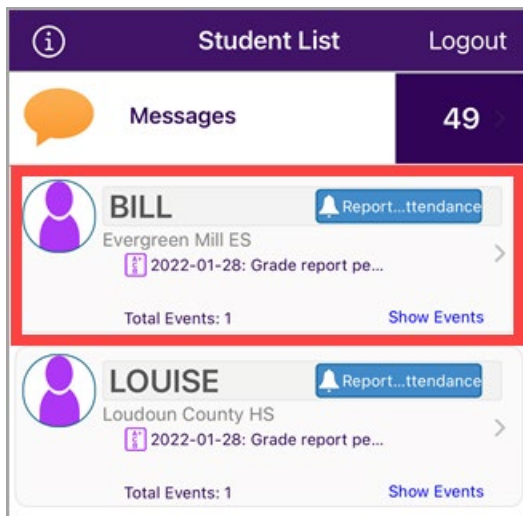 Student List Logout
Messages 49
BILL Report...ttendance
Evergreen Mill ES
2022-01-28: Grade report pe...
Total Events: 1 Show Events
LOUISE Report...ttendance
Loudoun County HS
2022-01-28: Grade report pe...
Total Events: 1 Show Events